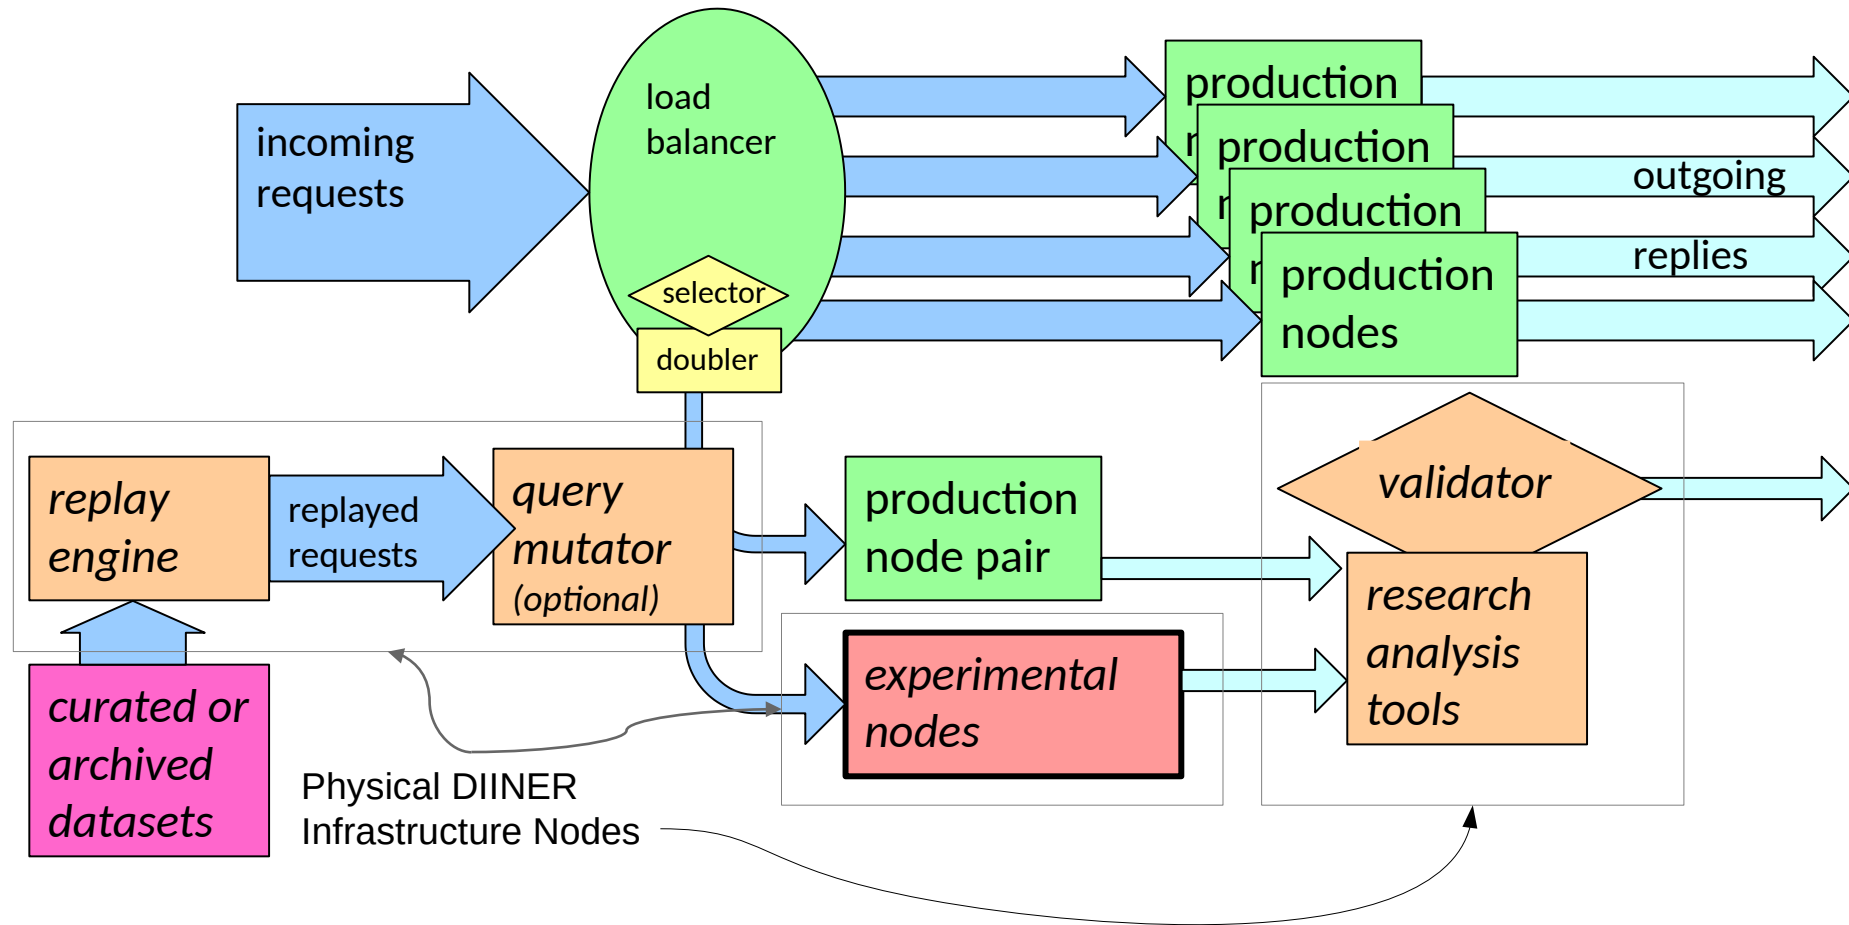 incoming
requests
load
balancer
selector
doubler
production
production
production
production
nodes
outgoing
replies
replay
engine
replayed
requests
query
mutator
(optional)
production
node pair
validator
research
analysis
tools
experimental
nodes
curated or
archived
datasets
Physical DIINER
Infrastructure Nodes